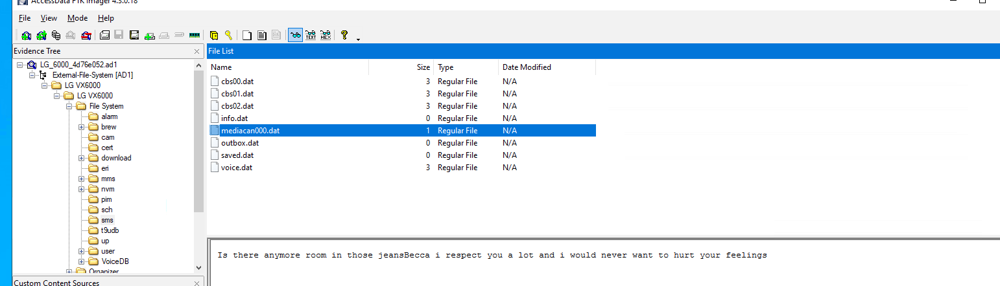 AccessData FTK Imager 4.3.0.18
File View Mode Help
Evidence Tree
File List
LG_6000_4d76e052.ad1
External-File-System [AD1]
LG VX6000
LG VX6000
File System
alarm
brew
cam
cert
download
eri
mms
nvm
pim
sch
sms
t9udb
up
user
VoiceDB
Organizer
Name Size Type Date Modified
cbs00.dat 3 Regular File N/A
cbs01.dat 3 Regular File N/A
cbs02.dat 3 Regular File N/A
info.dat 0 Regular File N/A
mediacan000.dat 1 Regular File N/A
outbox.dat 0 Regular File N/A
saved.dat 0 Regular File N/A
voice.dat 3 Regular File N/A
Is there anymore room in those jeansBecca i respect you a lot and i would never want to hurt your feelings
Custom Content Sources